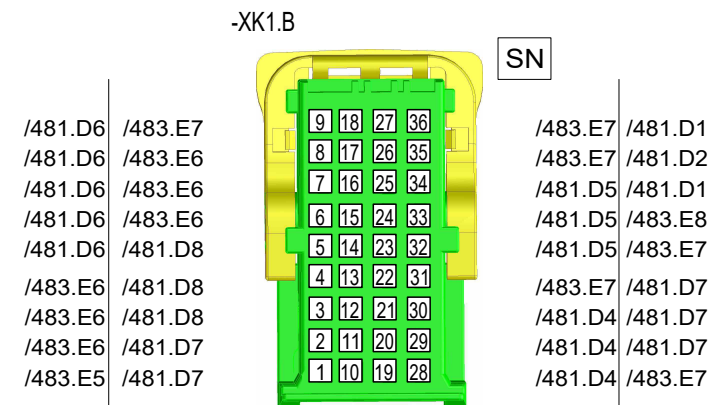 -XK1.B
SN
/481.D6 /483.E7 9 18 27 36 /483.E7 /481.D1
/481.D6 /483.E6 8 17 26 35 /483.E7 /481.D2
/481.D6 /483.E6 7 16 25 34 /481.D5 /481.D1
/481.D6 /483.E6 6 15 24 33 /481.D5 /483.E8
/481.D6 /481.D8 5 14 23 32 /481.D5 /483.E7
/483.E6 /481.D8 4 13 22 31 /483.E7 /481.D7
/483.E6 /481.D8 3 12 21 30 /481.D4 /481.D7
/483.E6 /481.D7 2 11 20 29 /481.D4 /481.D7
/483.E5 /481.D7 1 10 19 28 /481.D4 /483.E7